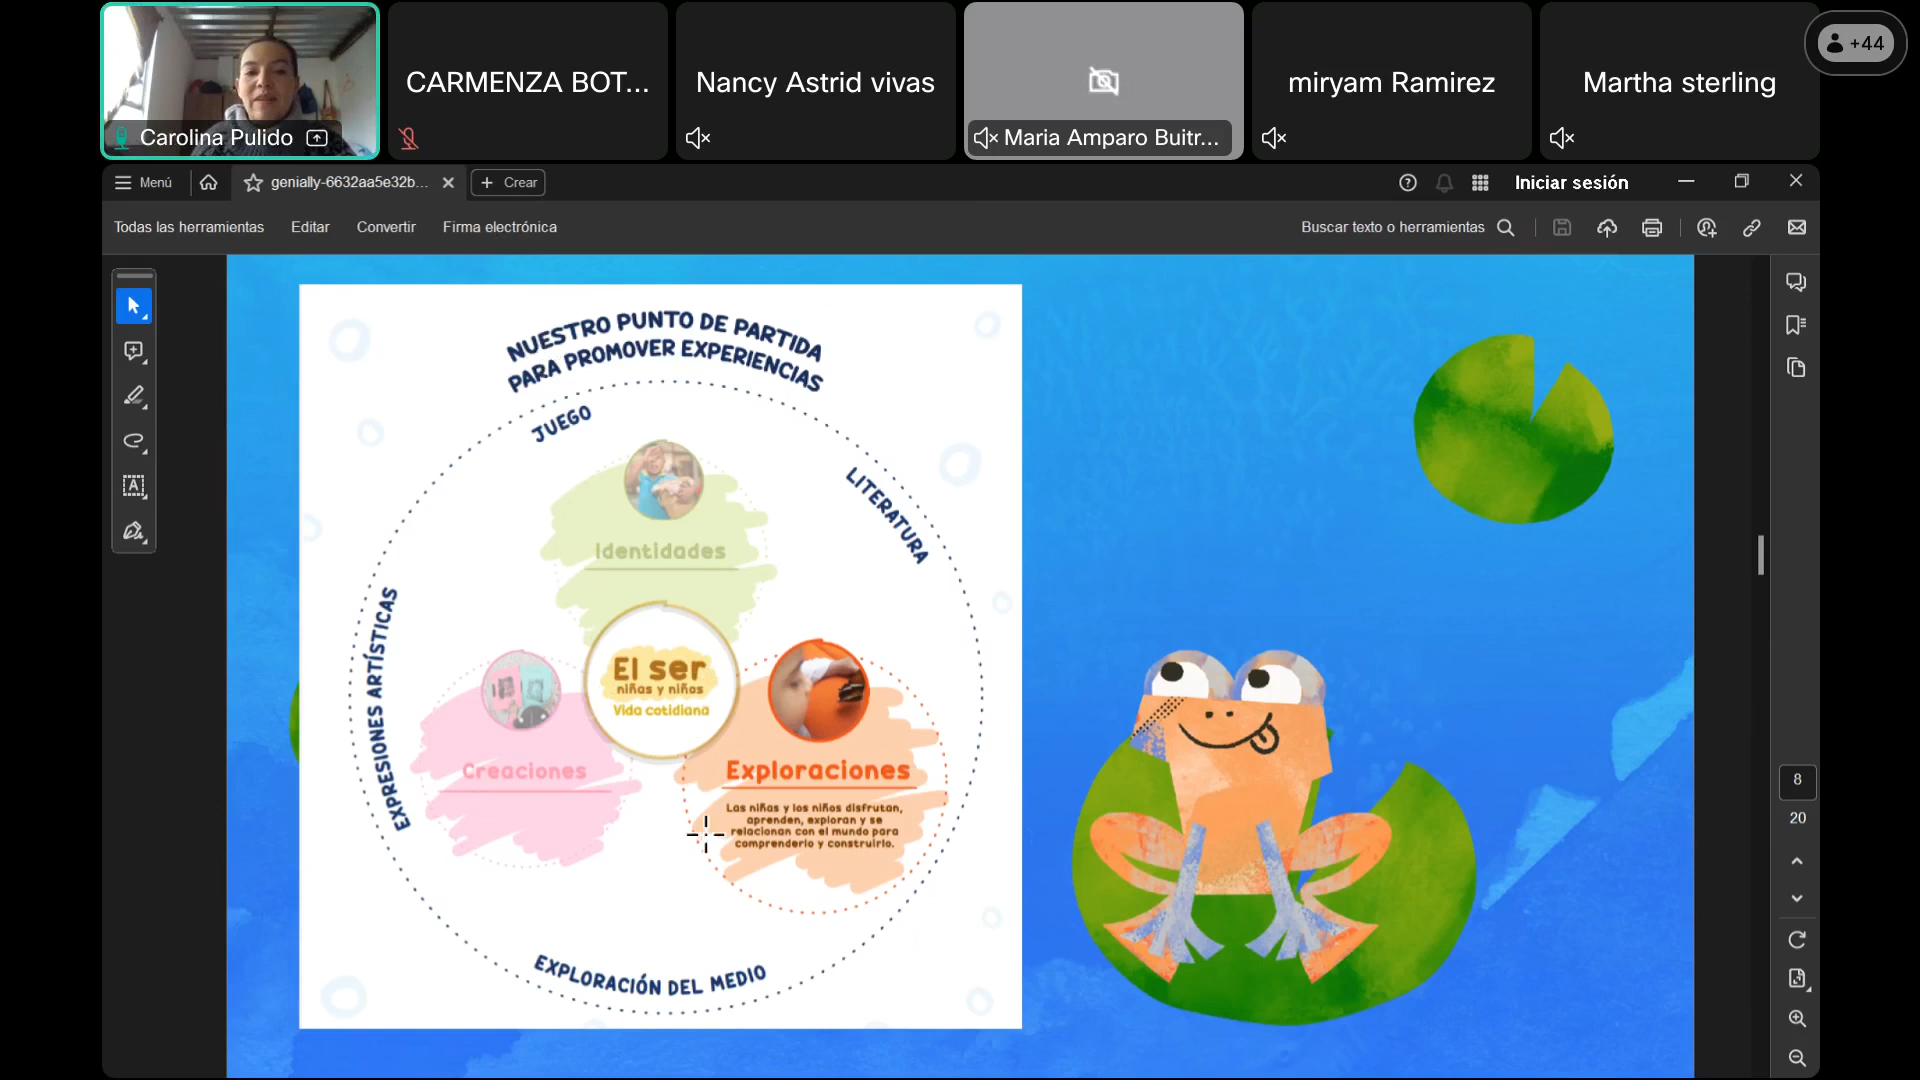 CARMENZA BOT...
Nancy Astrid vivas
miryam Ramirez
Martha sterling
+44
Carolina Pulido
Maria Amparo Buitr...
Menú
genially-6632aa5e32b...
Crear
Iniciar sesión
Todas las herramientas
Editar
Convertir
Firma electrónica
Buscar texto o herramientas
NUESTRO PUNTO DE PARTIDA
PARA PROMOVER EXPERIENCIAS
JUEGO
LITERATURA
Identidades
EXPRESIONES ARTÍSTICAS
El ser
niñas y niños
Vida cotidiana
Creaciones
Exploraciones
Las niñas y los niños disfrutan,
aprenden, exploran y se
relacionan con el mundo para
comprenderlo y construirlo.
EXPLORACIÓN DEL MEDIO
8
20